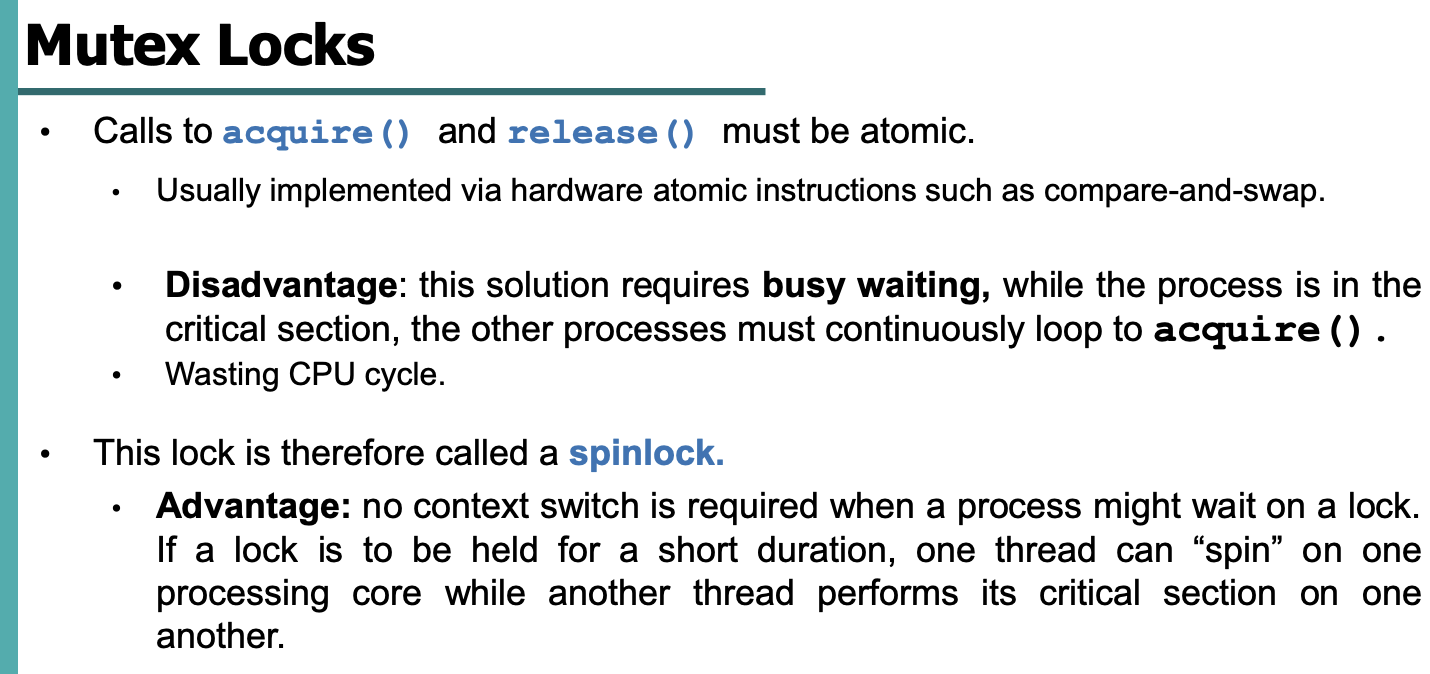 Mutex Locks
• Calls to acquire() and release() must be atomic.
• Usually implemented via hardware atomic instructions such as compare-and-swap.
• Disadvantage: this solution requires busy waiting, while the process is in the
critical section, the other processes must continuously loop to acquire().
• Wasting CPU cycle.
• This lock is therefore called a spinlock.
• Advantage: no context switch is required when a process might wait on a lock.
If a lock is to be held for a short duration, one thread can “spin” on one
processing core while another thread performs its critical section on one
another.